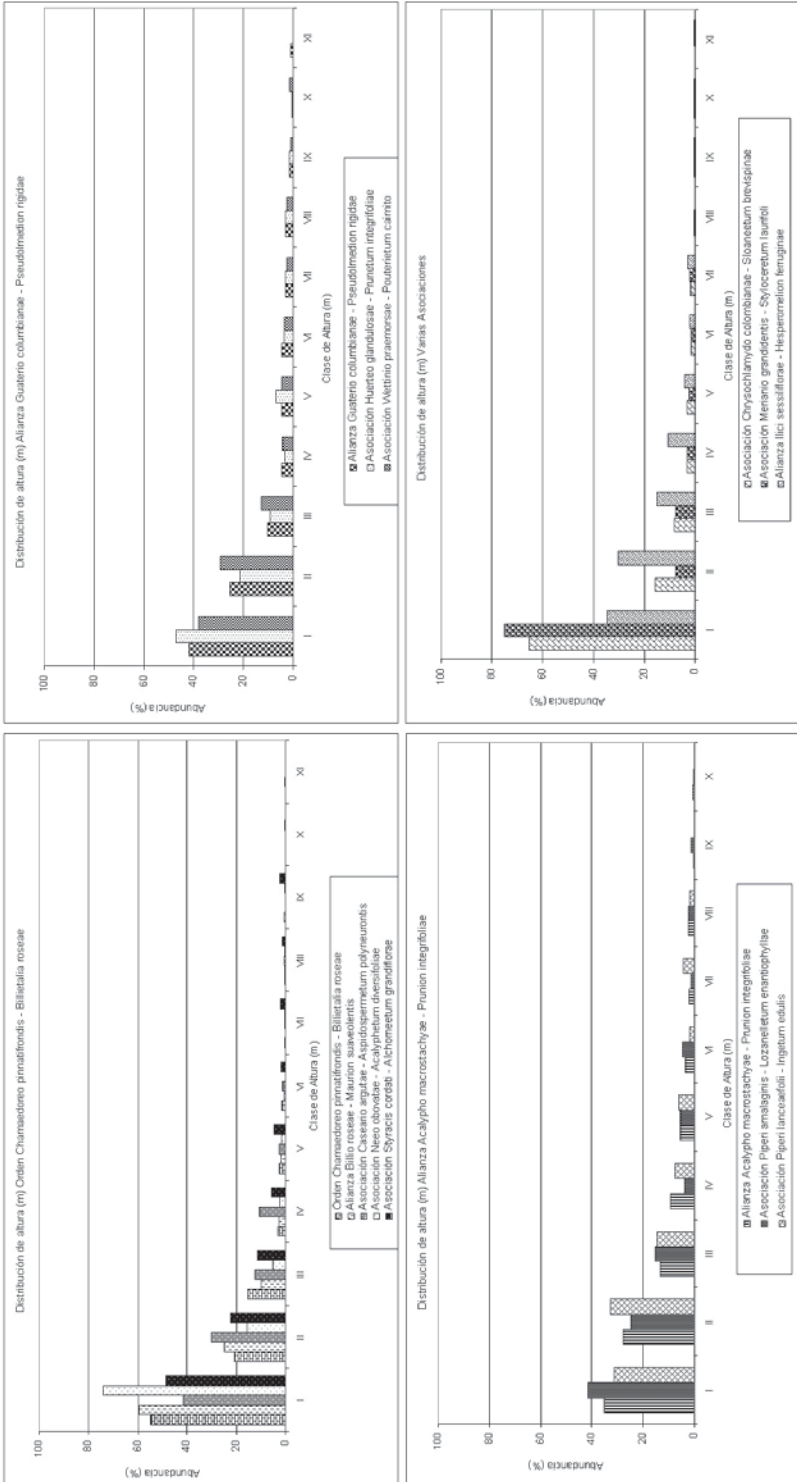 Distribución de altura (m) Orden Chamaedoreo pinnatifrondis - Billietalia roseae
Abundancia (%)
100
80
60
40
20
0
I
II
III
IV
V
VI
VII
VIII
IX
X
XI
Clase de Altura (m)
Orden Chamaedoreo pinnatifrondis - Billietalia roseae
Alianza Billio roseae - Maurion suaveolentis
Asociación Caseario argutae - Aspidospermetum polyneurontis
Asociación Neeo obovatae - Acalyphetum diversifoliae
Asociación Styracis cordati - Alchorneetum grandiflorae
Distribución de altura (m) Alianza Guaterio columbianae - Pseudolmedion rigidae
Abundancia (%)
100
80
60
40
20
0
I
II
III
IV
V
VI
VII
VIII
IX
X
XI
Clase de Altura (m)
Alianza Guaterio columbianae - Pseudolmedion rigidae
Asociación Huerteo glandulosae - Prunetum integrifoliae
Asociación Wettinio praemorsae - Pouterietum caimito
Distribución de altura (m) Alianza Acalypho macrostachyae - Prunion integrifoliae
Abundancia (%)
100
80
60
40
20
0
I
II
III
IV
V
VI
VII
VIII
IX
X
Clase de Altura (m)
Alianza Acalypho macrostachyae - Prunion integrifoliae
Asociación Piperi amalaginis - Lozanelletum enantiophyllae
Asociación Piperi lanceaefolii - Ingetum edulis
Distribución de altura (m) Varias Asociaciones
Abundancia (%)
100
80
60
40
20
0
I
II
III
IV
V
VI
VII
VIII
IX
X
XI
Clase de Altura (m)
Asociación Chrysochlamydo colombianae - Sloaneetum brevispinae
Asociación Merianio grandidentis - Styloceretum laurifoli
Alianza Ilici sessiliflorae - Hesperomelion ferruginae